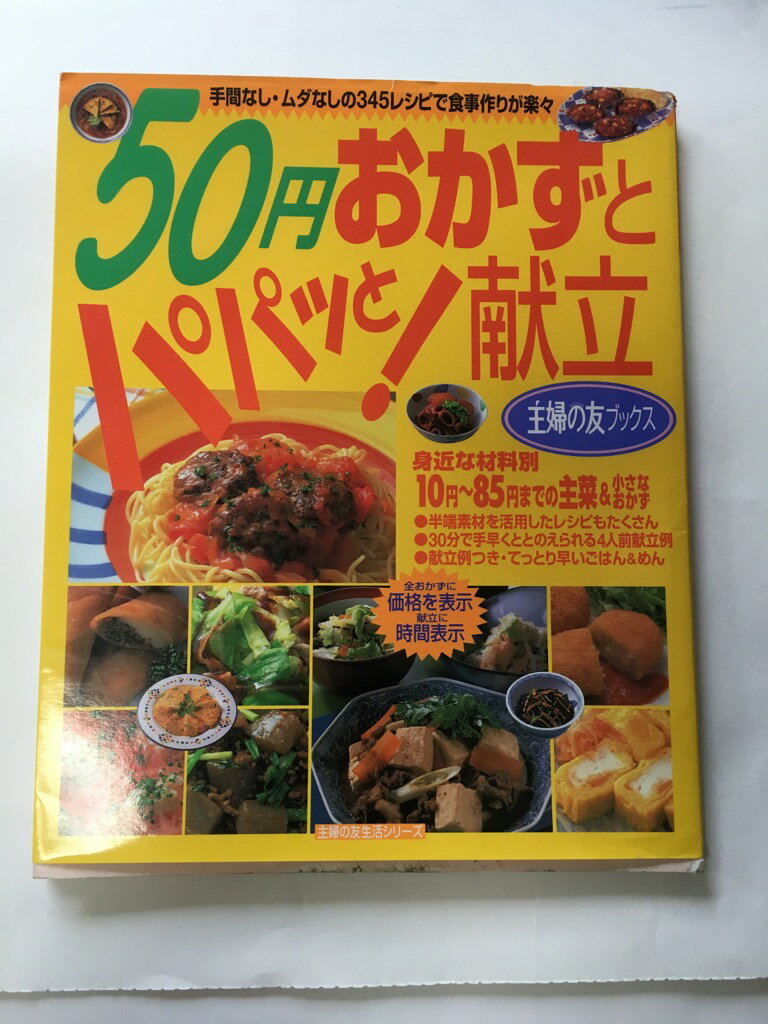 手間なし・ムダなしの345レシピで食事作りが楽々
50円おかずと
パパッと!献立
主婦の友ブックス
身近な材料別
10円〜85円までの主菜&小さなおかず
●半端素材を活用したレシピもたくさん
●30分で手早くととのえられる4人前献立例
●献立例つき・てっとり早いごはん&めん
全おかずに
価格を表示
献立に
時間表示
主婦の友生活シリーズ